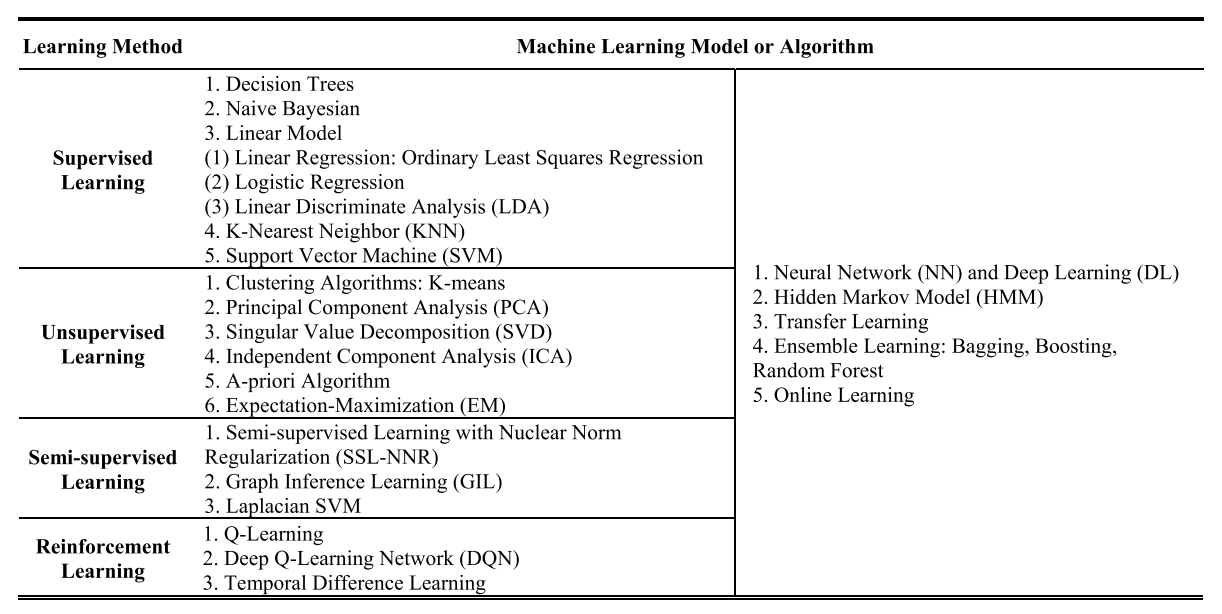 Learning Method
Machine Learning Model or Algorithm
Supervised
Learning
1. Decision Trees
2. Naive Bayesian
3. Linear Model
(1) Linear Regression: Ordinary Least Squares Regression
(2) Logistic Regression
(3) Linear Discriminate Analysis (LDA)
4. K-Nearest Neighbor (KNN)
5. Support Vector Machine (SVM)
Unsupervised
Learning
1. Clustering Algorithms: K-means
2. Principal Component Analysis (PCA)
3. Singular Value Decomposition (SVD)
4. Independent Component Analysis (ICA)
5. A-priori Algorithm
6. Expectation-Maximization (EM)
Semi-supervised
Learning
1. Semi-supervised Learning with Nuclear Norm
Regularization (SSL-NNR)
2. Graph Inference Learning (GIL)
3. Laplacian SVM
Reinforcement
Learning
1. Q-Learning
2. Deep Q-Learning Network (DQN)
3. Temporal Difference Learning
1. Neural Network (NN) and Deep Learning (DL)
2. Hidden Markov Model (HMM)
3. Transfer Learning
4. Ensemble Learning: Bagging, Boosting,
Random Forest
5. Online Learning